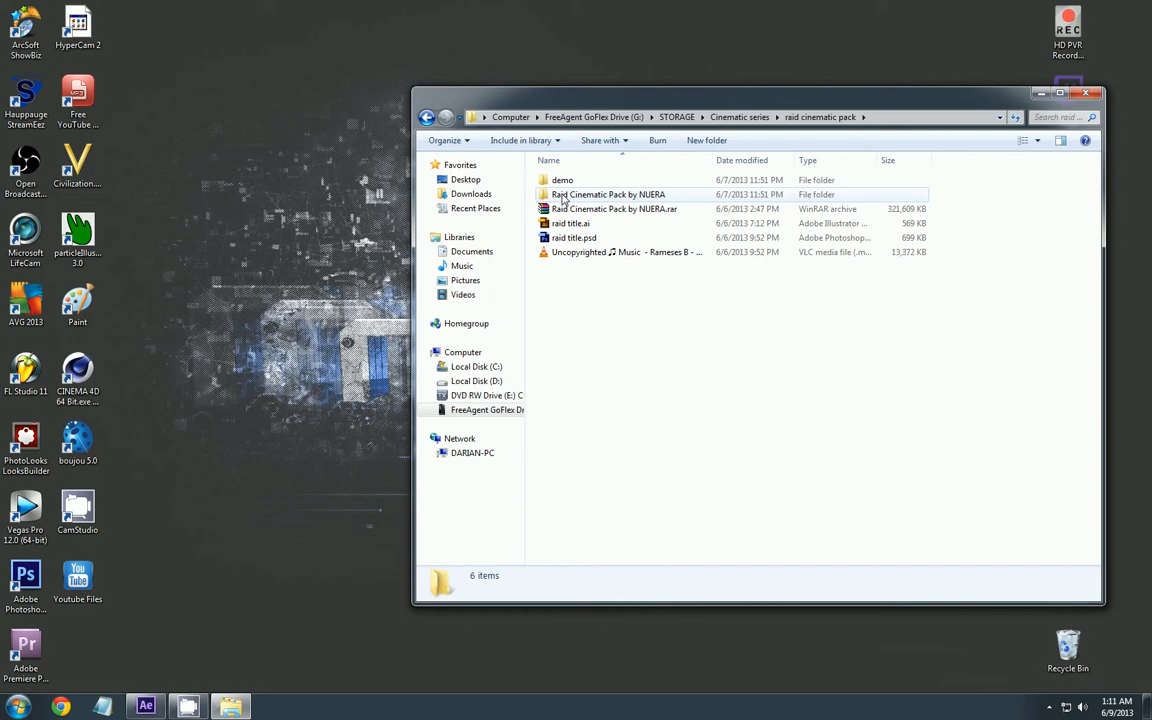 ArcSoft
ShowBiz
HyperCam 2
HD PVR
Record...
Hauppauge
StreamEez
Free
YouTube ...
Open
Broadcast...
Civilization...
Microsoft
LifeCam
particleIllus...
3.0
AVG 2013
Paint
FL Studio 11
CINEMA 4D
64 Bit.exe ...
PhotoLooks
LooksBuilder
boujou 5.0
Vegas Pro
12.0 (64-bit)
CamStudio
Adobe
Photosho...
Youtube Files
Adobe
Premiere P...
Recycle Bin
Computer FreeAgent GoFlex Drive (G:) STORAGE Cinematic series raid cinematic pack
Search raid ...
Organize Include in library Share with Burn New folder
Name Date modified Type Size
demo 6/7/2013 11:51 PM File folder
Raid Cinematic Pack by NUERA 6/7/2013 11:51 PM File folder
Raid Cinematic Pack by NUERA.rar 6/6/2013 2:47 PM WinRAR archive 321,609 KB
raid title.ai 6/6/2013 7:12 PM Adobe Illustrator ... 569 KB
raid title.psd 6/6/2013 9:52 PM Adobe Photoshop... 699 KB
Uncopyrighted ♫ Music - Rameses B - ... 6/6/2013 9:52 PM VLC media file (.m... 13,372 KB
Favorites
Desktop
Downloads
Recent Places
Libraries
Documents
Music
Pictures
Videos
Homegroup
Computer
Local Disk (C:)
Local Disk (D:)
DVD RW Drive (E:) C
FreeAgent GoFlex Dr
Network
DARIAN-PC
6 items
REC
MP3
You
Tube
Ps
Pr
Ae
1:11 AM
6/9/2013